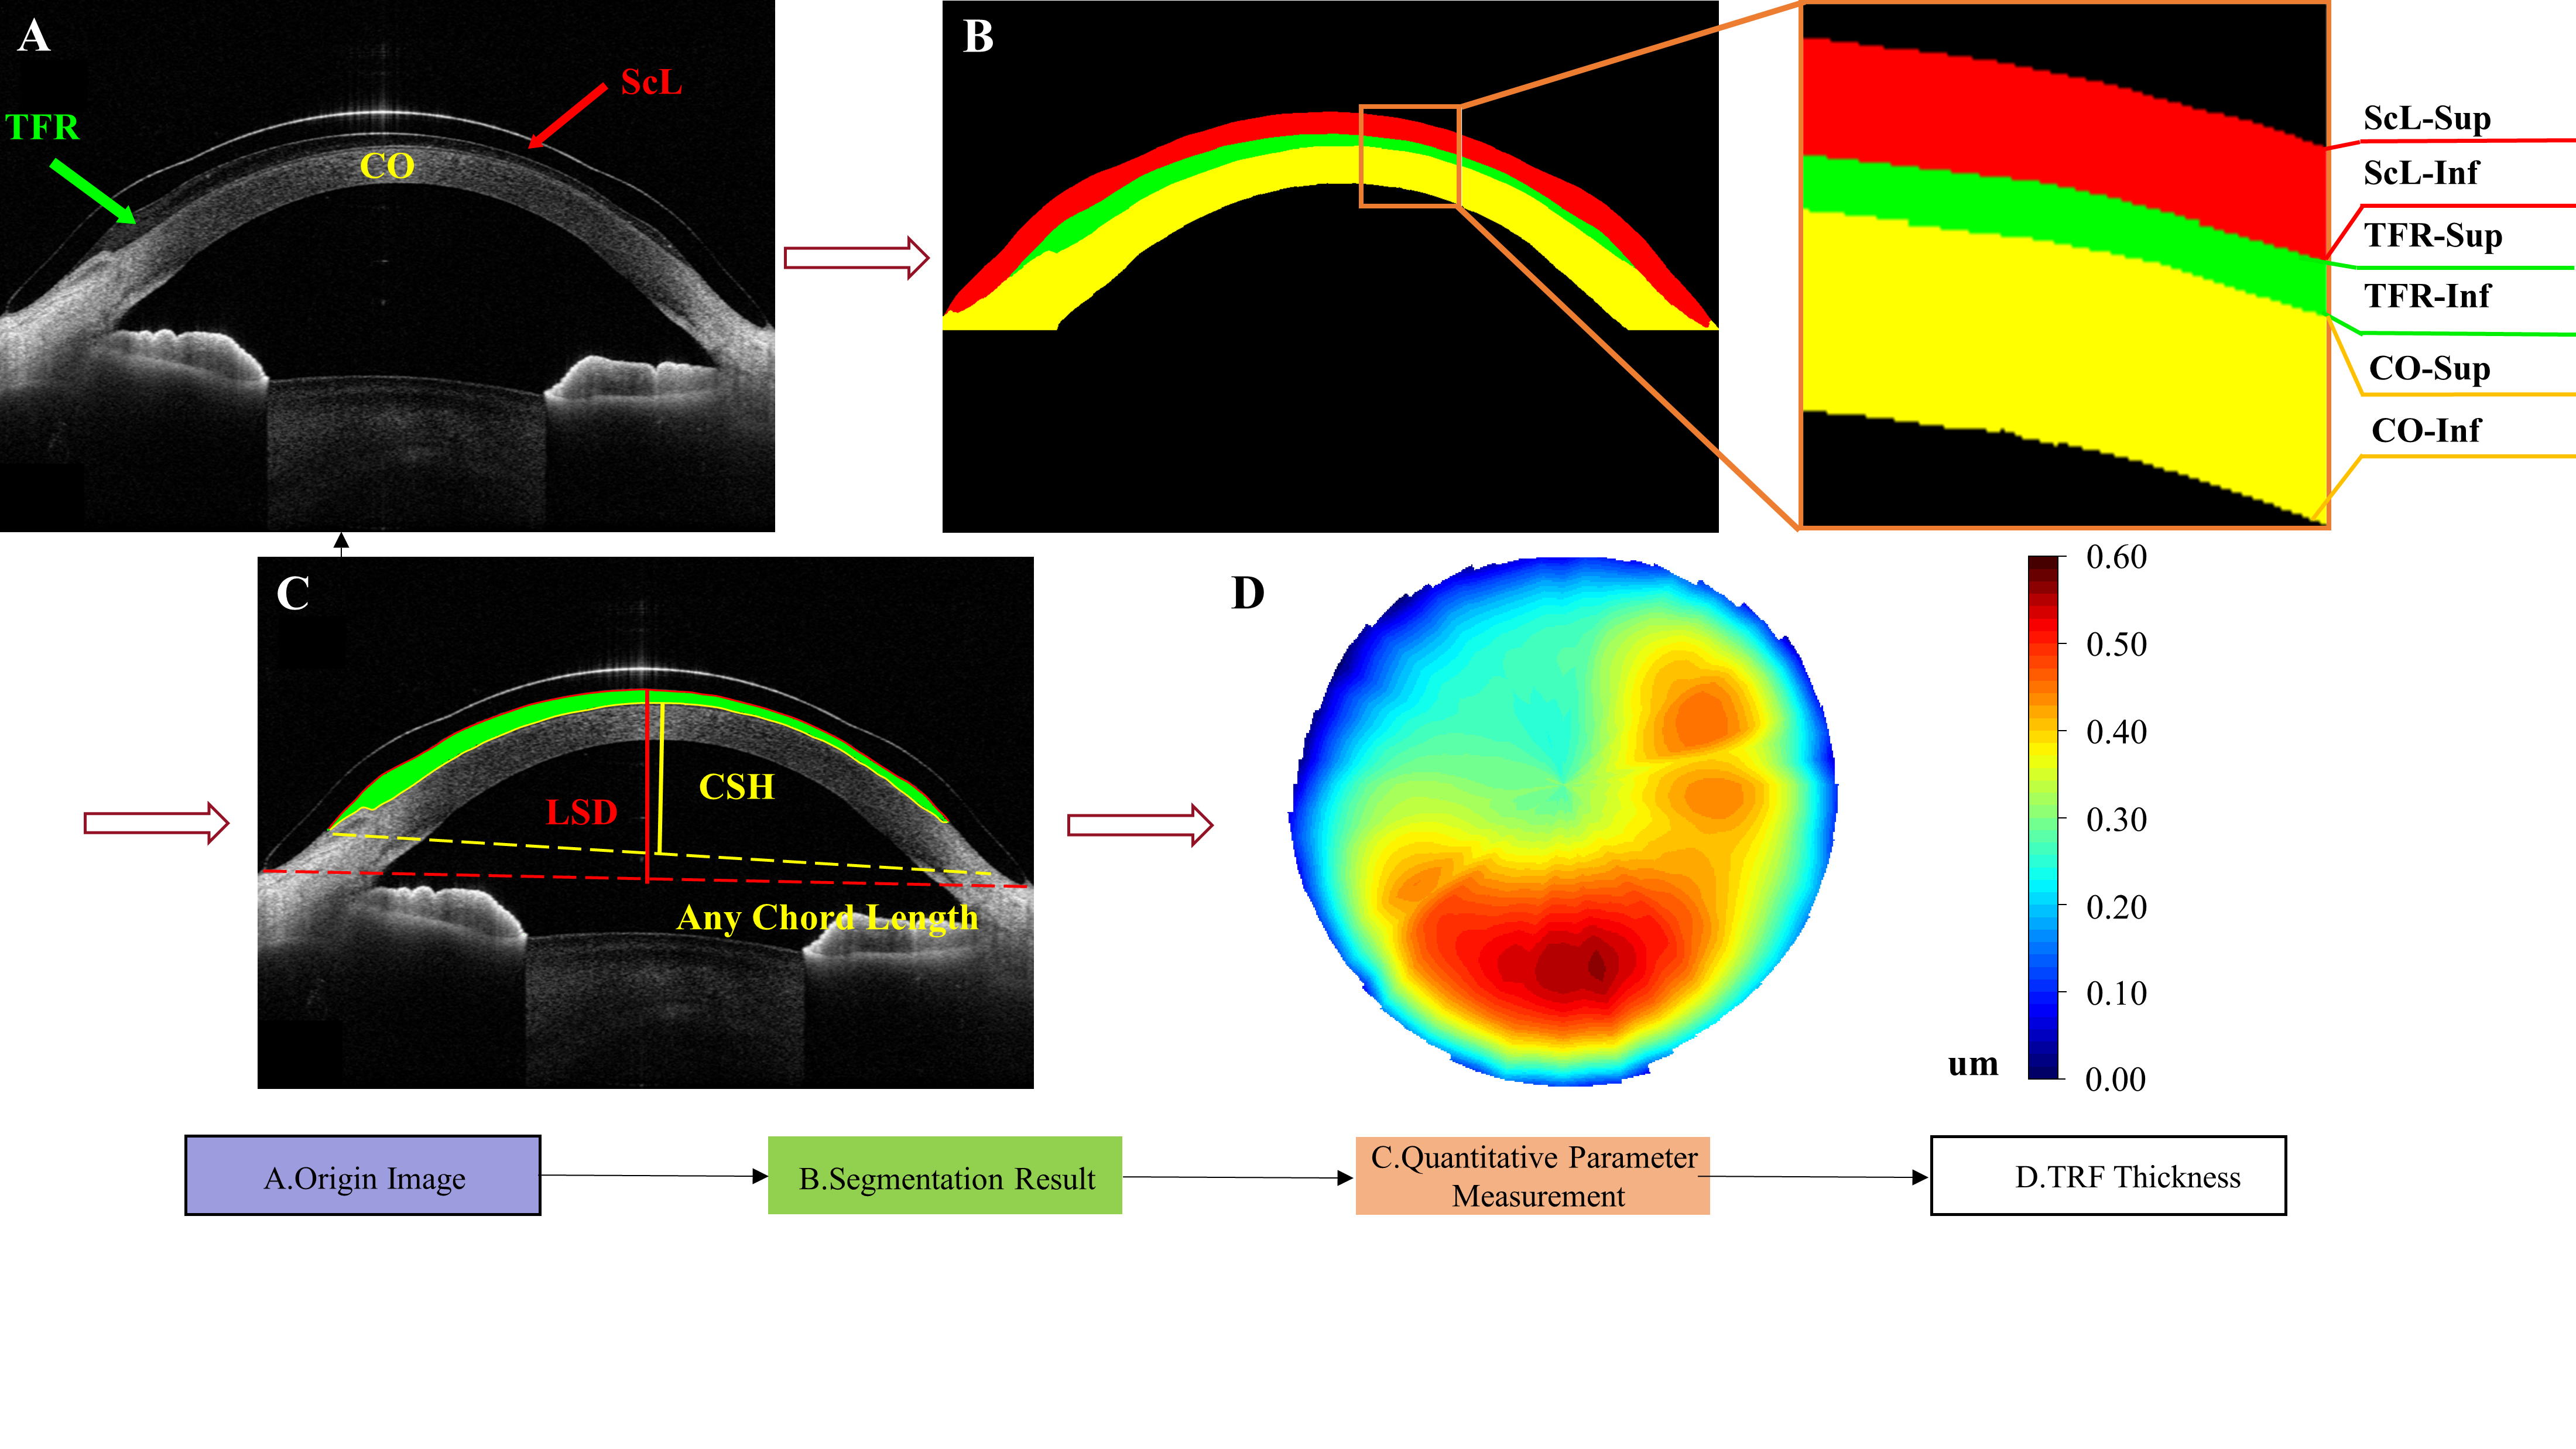 A
TFR
ScL
CO
B
ScL-Sup
ScL-Inf
TFR-Sup
TFR-Inf
CO-Sup
CO-Inf
C
LSD
CSH
Any Chord Length
D
0.60
0.50
0.40
0.30
0.20
0.10
0.00
um
A.Origin Image
B.Segmentation Result
C.Quantitative Parameter
Measurement
D.TRF Thickness